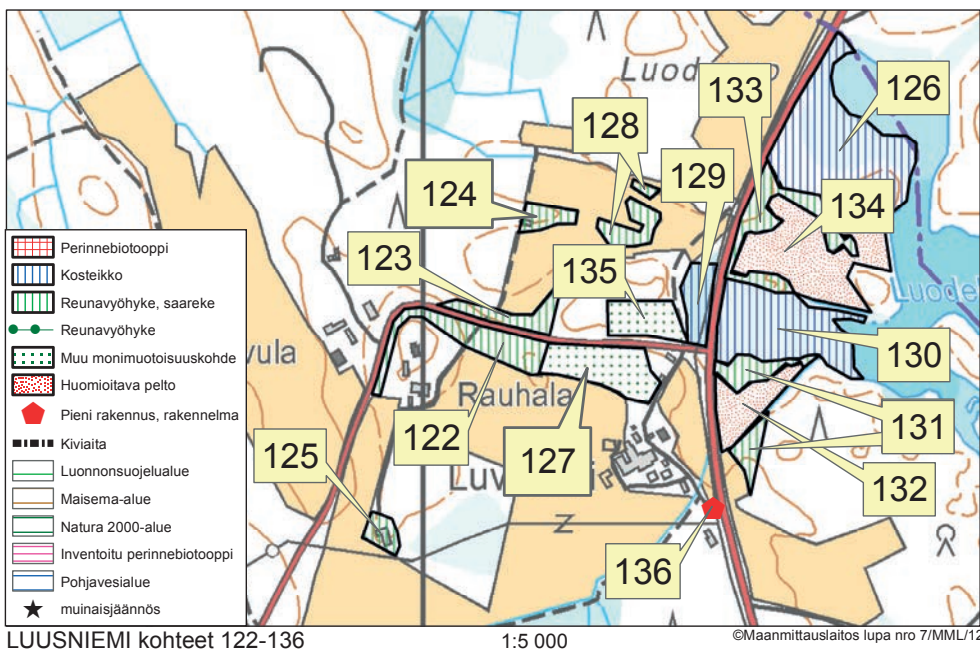 Luode
126
133
128
129
124
134
135
123
Luode
vula
130
Rauhala
122
131
125
127
Luv
132
136
Perinnebiotooppi
Kosteikko
Reunavyöhyke, saareke
Reunavyöhyke
Muu monimuotoisuuskohde
Huomioitava pelto
Pieni rakennus, rakennelma
Kiviaita
Luonnonsuojelualue
Maisema-alue
Natura 2000-alue
Inventoitu perinnebiotooppi
Pohjavesialue
muinaisjäännös
LUUSNIEMI kohteet 122-136 1:5 000 ©Maanmittauslaitos lupa nro 7/MML/12